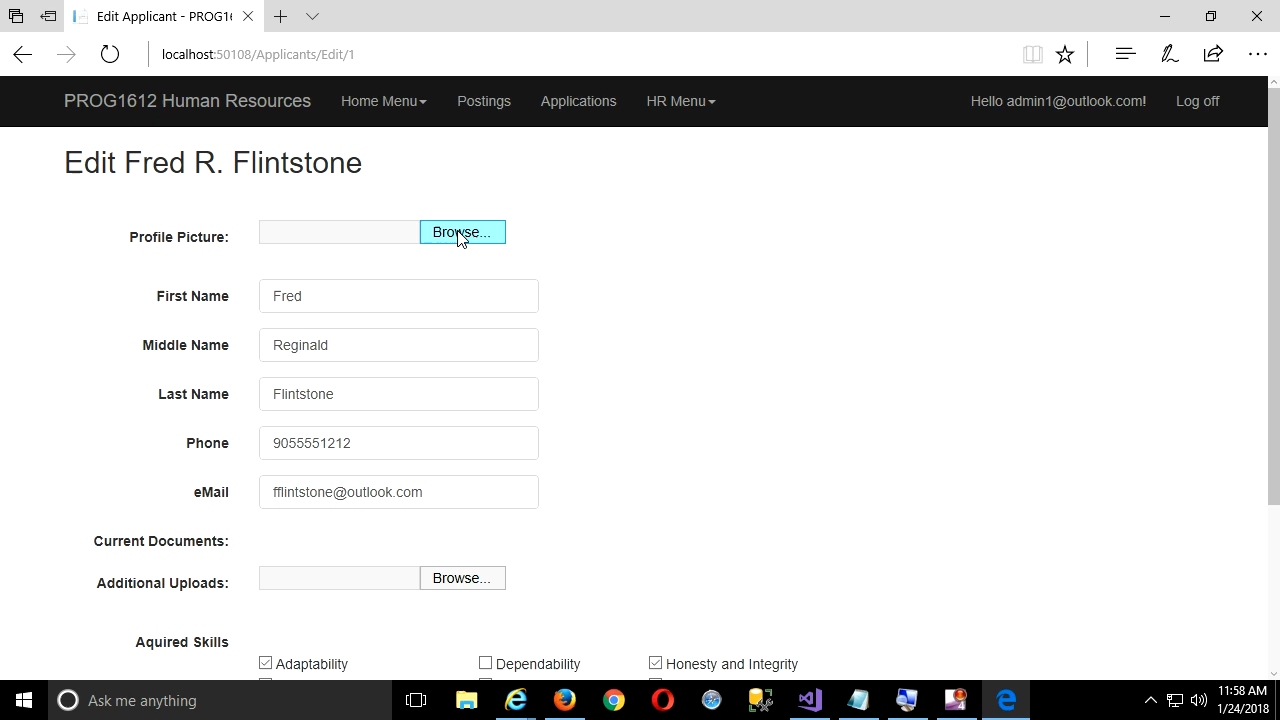 Edit Applicant - PROG1
localhost:50108/Applicants/Edit/1
PROG1612 Human Resources Home Menu Postings Applications HR Menu Hello admin1@outlook.com! Log off
Edit Fred R. Flintstone
Profile Picture: Browse...
First Name Fred
Middle Name Reginald
Last Name Flintstone
Phone 9055551212
eMail fflintstone@outlook.com
Current Documents:
Additional Uploads: Browse...
Aquired Skills
Adaptability Dependability Honesty and Integrity
Ask me anything
11:58 AM
1/24/2018